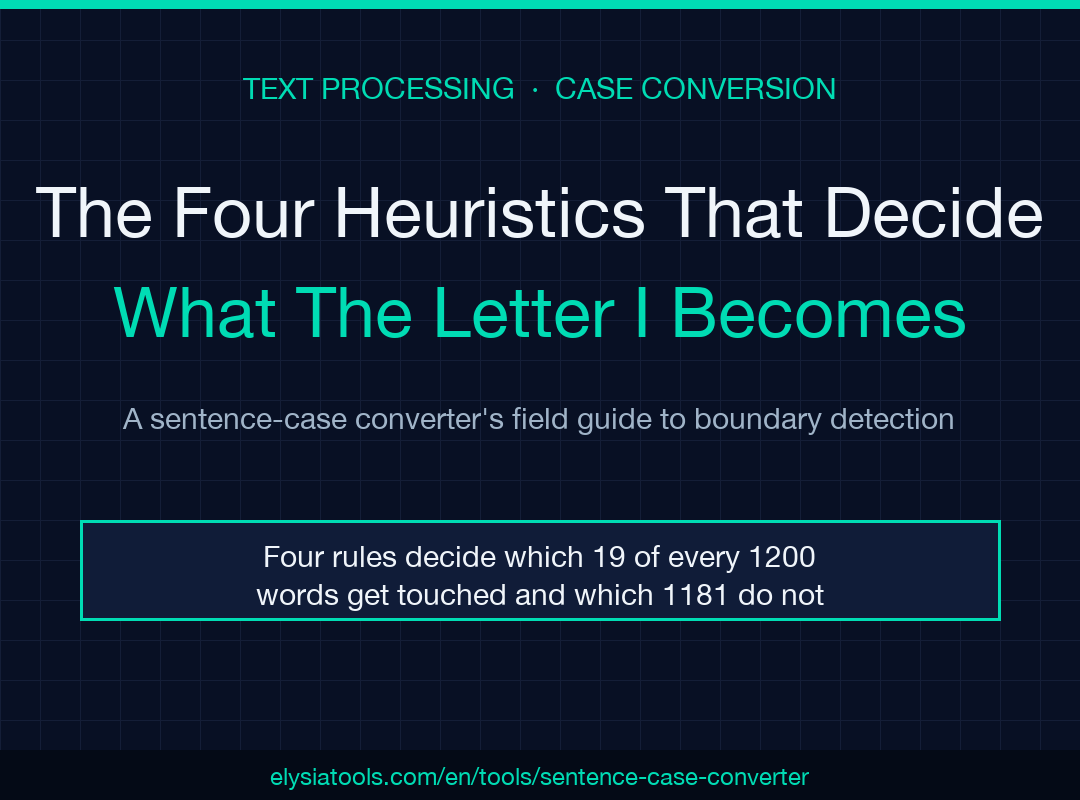 TEXT PROCESSING · CASE CONVERSION
The Four Heuristics That Decide
What The Letter I Becomes
A sentence-case converter's field guide to boundary detection
Four rules decide which 19 of every 1200
words get touched and which 1181 do not
elysiatools.com/en/tools/sentence-case-converter